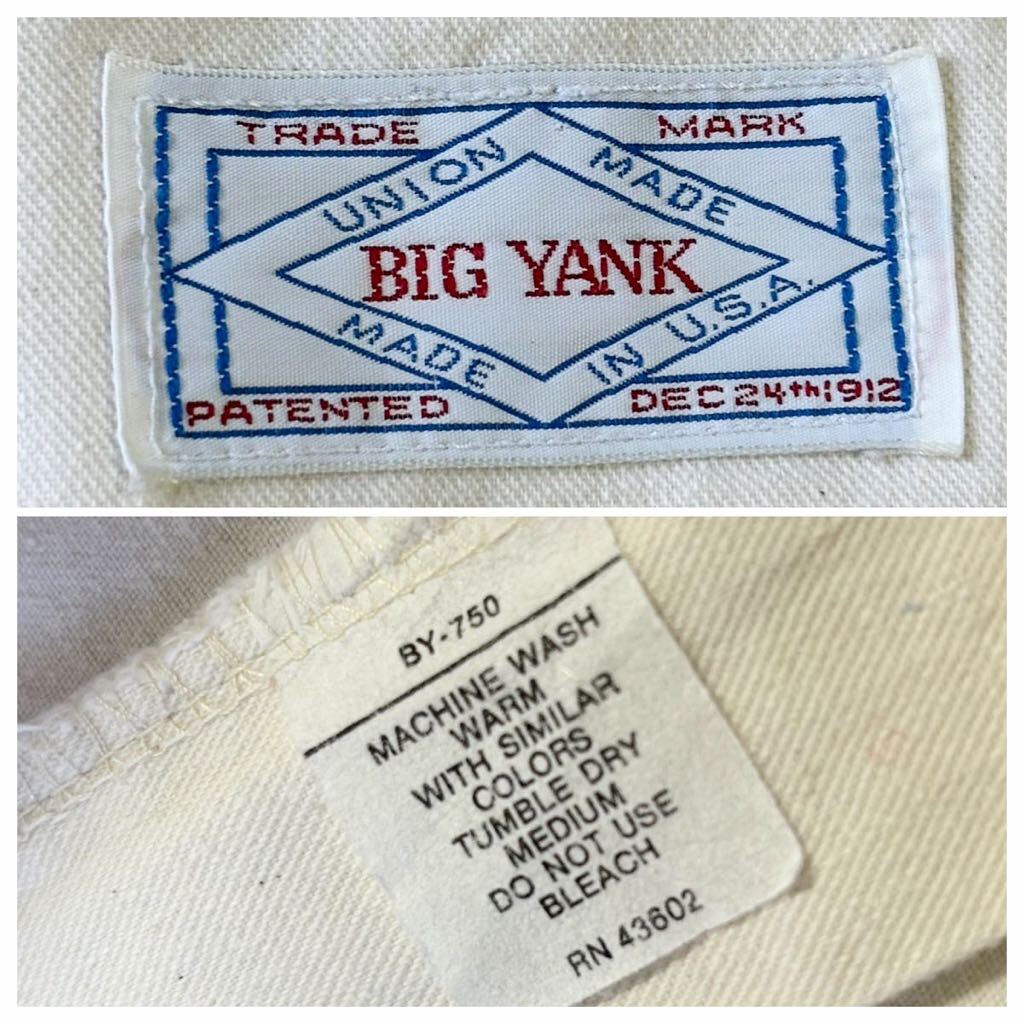 TRADE MARK
UNION MADE
BIG YANK
MADE IN U.S.A.
PATENTED DEC 24th 1912
BY-750
MACHINE WASH
WARM
WITH SIMILAR
COLORS
TUMBLE DRY
MEDIUM
DO NOT USE
BLEACH
RN 43602